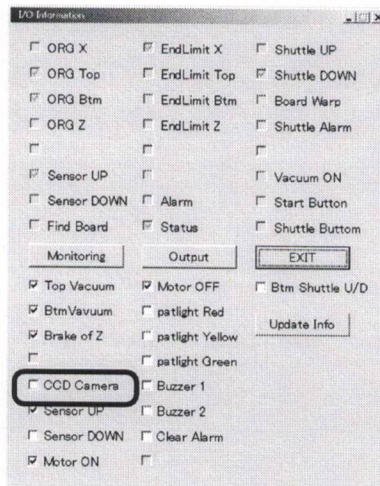 I/O Information
ORG X EndLimit X Shuttle UP
ORG Top EndLimit Top Shuttle DOWN
ORG Btm EndLimit Btm Board Warp
ORG Z EndLimit Z Shuttle Alarm
Sensor UP Vacuum ON
Sensor DOWN Alarm Start Button
Find Board Status Shuttle Buttom
Monitoring Output EXIT
Top Vacuum Motor OFF Btm Shuttle U/D
BtmVavuum patlight Red
Brake of Z patlight Yellow Update Info
patlight Green
CCD Camera Buzzer 1
Sensor UP Buzzer 2
Sensor DOWN Clear Alarm
Motor ON